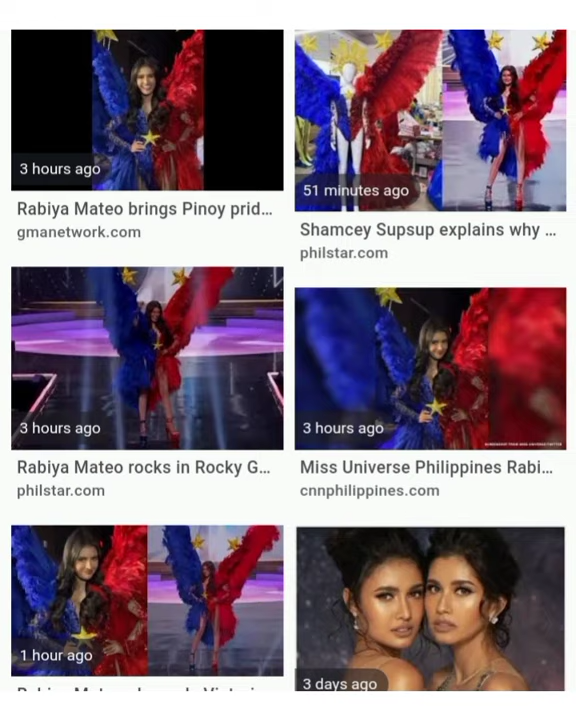 3 hours ago
Rabiya Mateo brings Pinoy prid...
gmanetwork.com
51 minutes ago
Shamcey Supsup explains why ...
philstar.com
3 hours ago
Rabiya Mateo rocks in Rocky G...
philstar.com
3 hours ago
Miss Universe Philippines Rabi...
cnnphilippines.com
1 hour ago
3 days ago